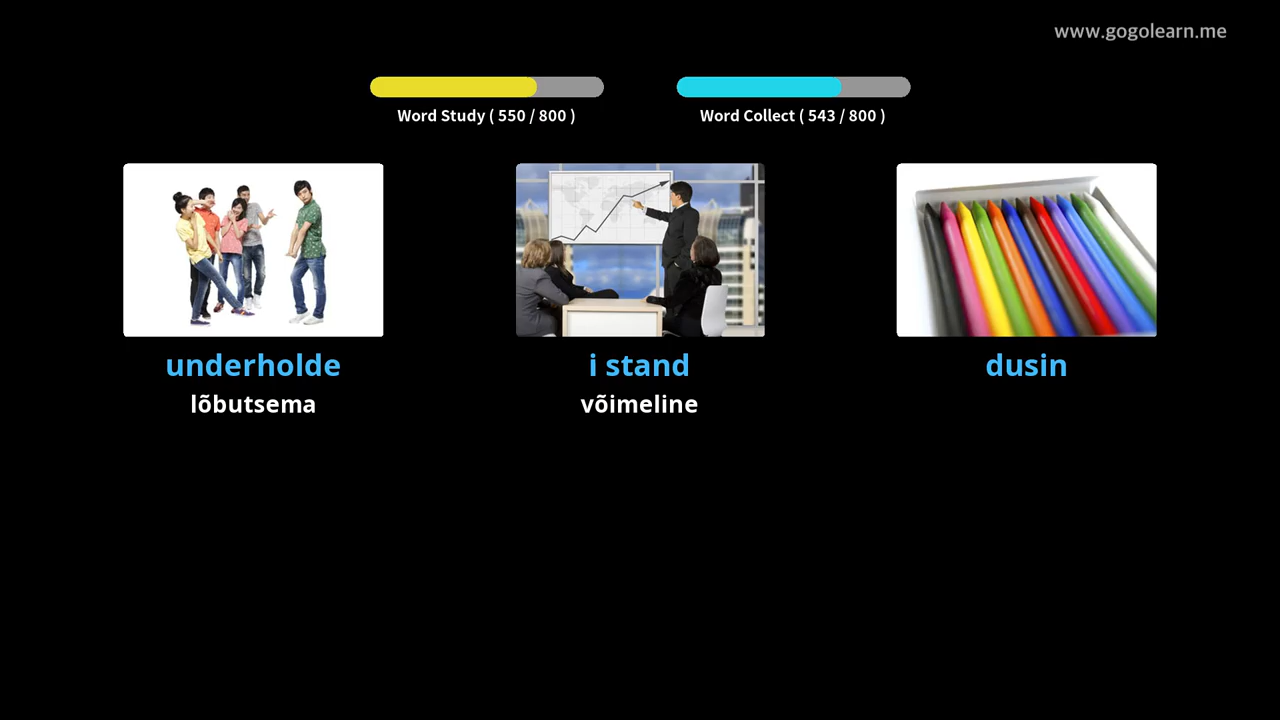 www.gogolearn.me
Word Study ( 550 / 800 )
Word Collect ( 543 / 800 )
underholde
i stand
dusin
lõbutsema
võimeline